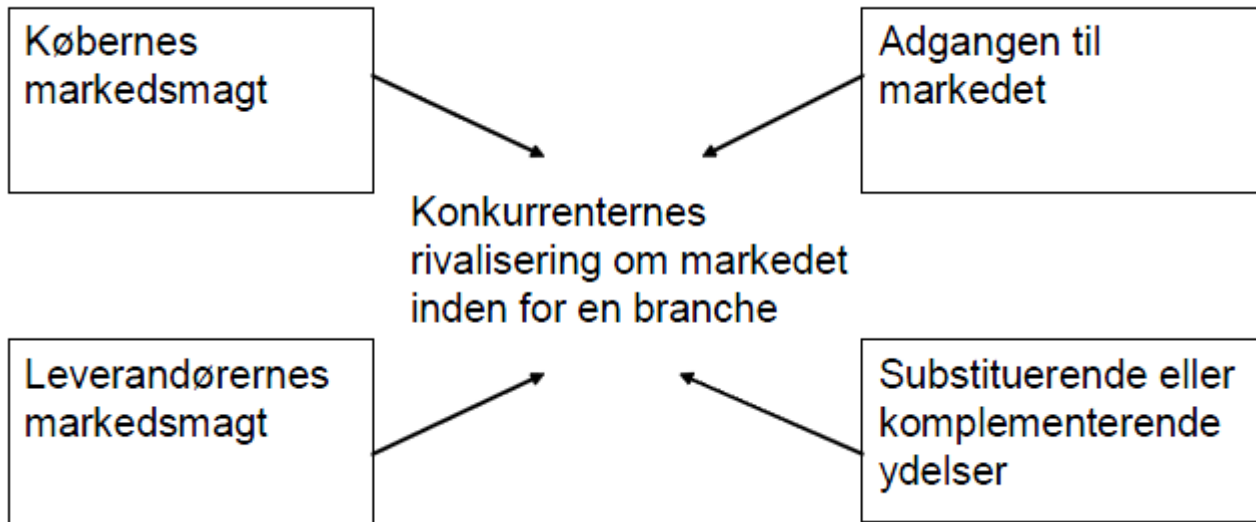 Købernes
markedsmagt
Adgangen til
markedet
Konkurrenternes
rivalisering om markedet
inden for en branche
Leverandørernes
markedsmagt
Substituerende eller
komplementerende
ydelser